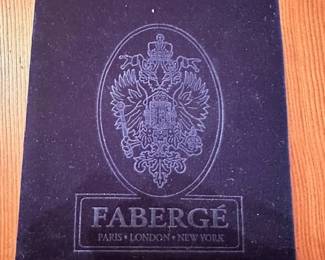 FABERGÉ
PARIS • LONDON • NEW YORK